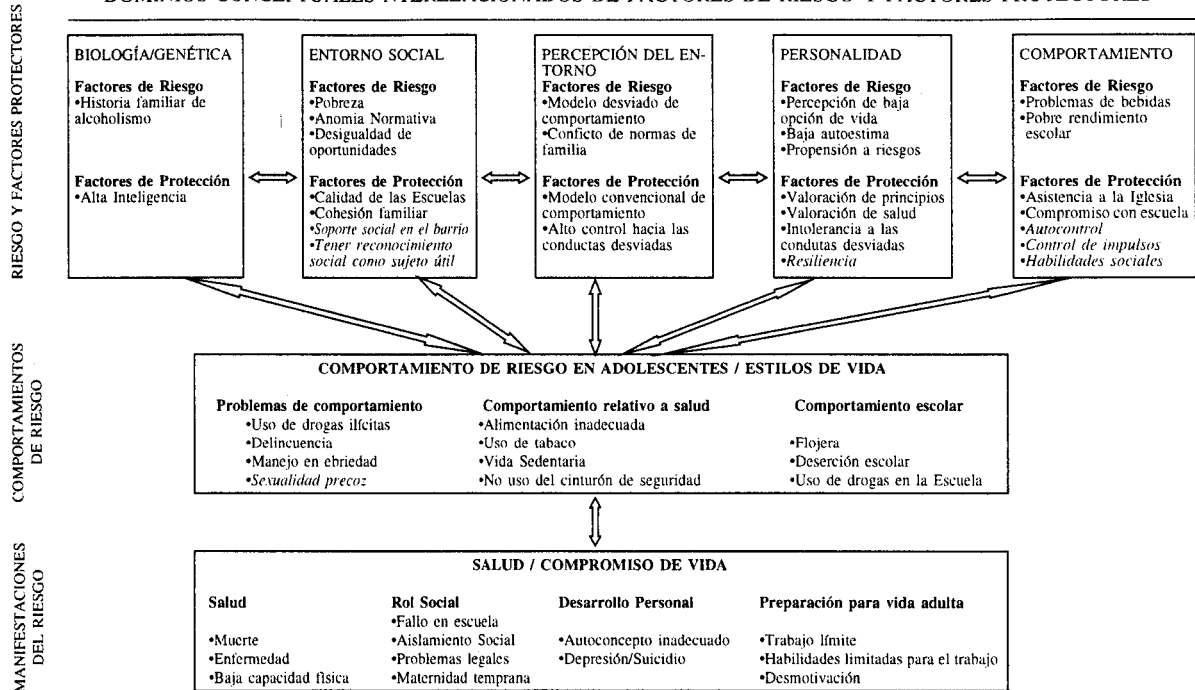 DOMINIOS CONCEPTUALES INTERRELACIONADOS DE FACTORES DE RIESGO Y FACTORES PROTECTORES
RIESGO Y FACTORES PROTECTORES
BIOLOGÍA/GENÉTICA
Factores de Riesgo
•Historia familiar de
alcoholismo
Factores de Protección
•Alta Inteligencia
ENTORNO SOCIAL
Factores de Riesgo
•Pobreza
•Anomia Normativa
•Desigualdad de
oportunidades
Factores de Protección
•Calidad de las Escuelas
•Cohesión familiar
•Soporte social en el barrio
•Tener reconocimiento
social como sujeto útil
PERCEPCIÓN DEL EN-
TORNO
Factores de Riesgo
•Modelo desviado de
comportamiento
•Conficto de normas de
familia
Factores de Protección
•Modelo convencional de
comportamiento
•Alto control hacia las
conductas desviadas
PERSONALIDAD
Factores de Riesgo
•Percepción de baja
opción de vida
•Baja autoestima
•Propensión a riesgos
Factores de Protección
•Valoración de principios
•Valoración de salud
•Intolerancia a las
condutas desviadas
•Resiliencia
COMPORTAMIENTO
Factores de Riesgo
•Problemas de bebidas
•Pobre rendimiento
escolar
Factores de Protección
•Asistencia a la Iglesia
•Compromiso con escuela
•Autocontrol
•Control de impulsos
•Habilidades sociales
COMPORTAMIENTOS
DE RIESGO
COMPORTAMIENTO DE RIESGO EN ADOLESCENTES / ESTILOS DE VIDA
Problemas de comportamiento
•Uso de drogas ilícitas
•Delincuencia
•Manejo en ebriedad
•Sexualidad precoz
Comportamiento relativo a salud
•Alimentación inadecuada
•Uso de tabaco
•Vida Sedentaria
•No uso del cinturón de seguridad
Comportamiento escolar
•Flojera
•Deserción escolar
•Uso de drogas en la Escuela
MANIFESTACIONES
DEL RIESGO
SALUD / COMPROMISO DE VIDA
Salud
•Muerte
•Enfermedad
•Baja capacidad física
Rol Social
•Fallo en escuela
•Aislamiento Social
•Problemas legales
•Maternidad temprana
Desarrollo Personal
•Autoconcepto inadecuado
•Depresión/Suicidio
Preparación para vida adulta
•Trabajo límite
•Habilidades limitadas para el trabajo
•Desmotivación